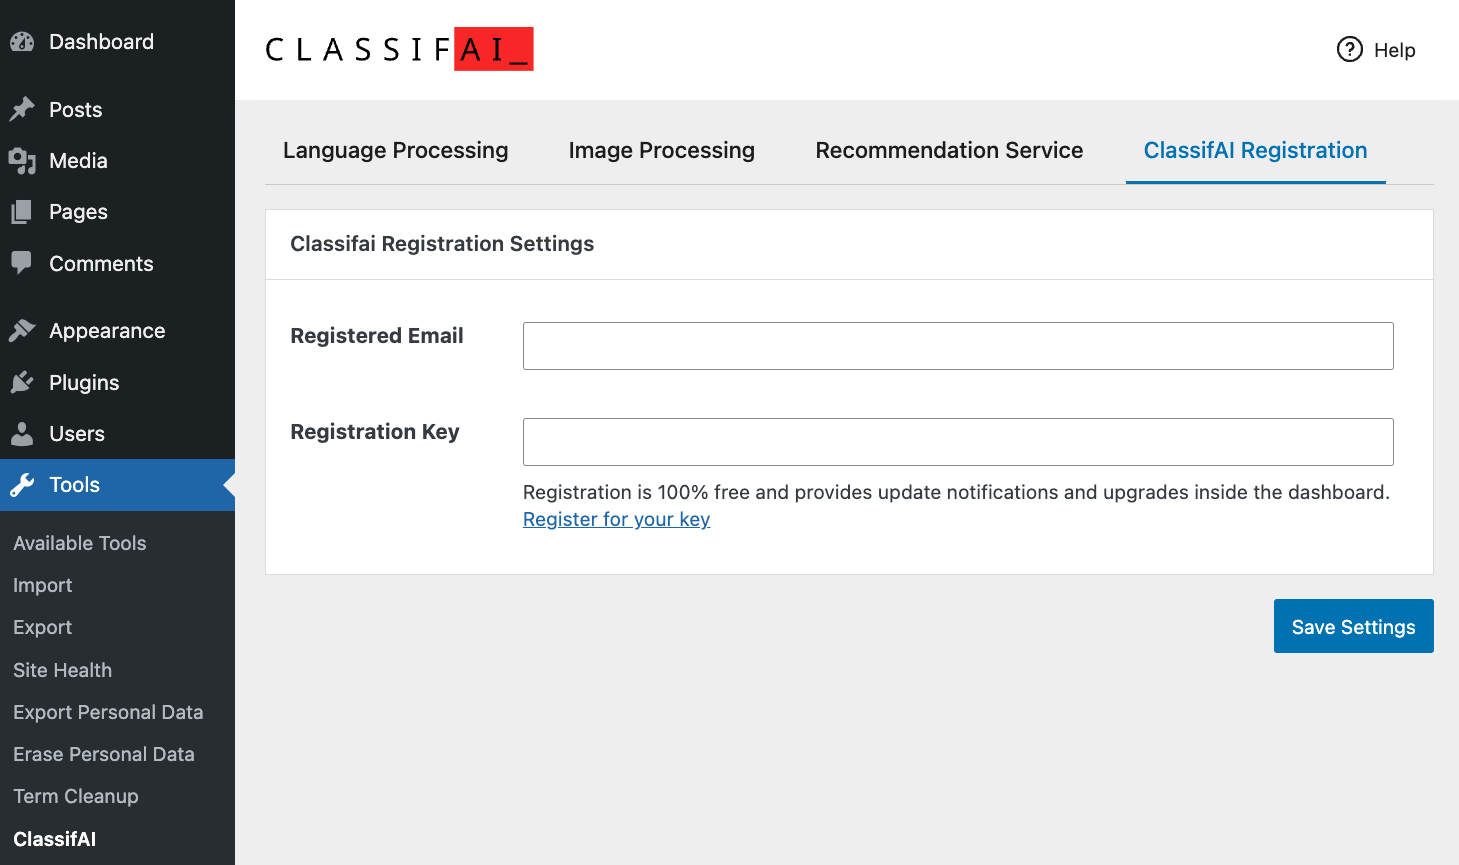 Dashboard
Posts
Media
Pages
Comments
Appearance
Plugins
Users
Tools
Available Tools
Import
Export
Site Health
Export Personal Data
Erase Personal Data
Term Cleanup
ClassifAI
CLASSIFAI_
Help
Language Processing
Image Processing
Recommendation Service
ClassifAI Registration
Classifai Registration Settings
Registered Email
Registration Key
Registration is 100% free and provides update notifications and upgrades inside the dashboard.
Register for your key
Save Settings